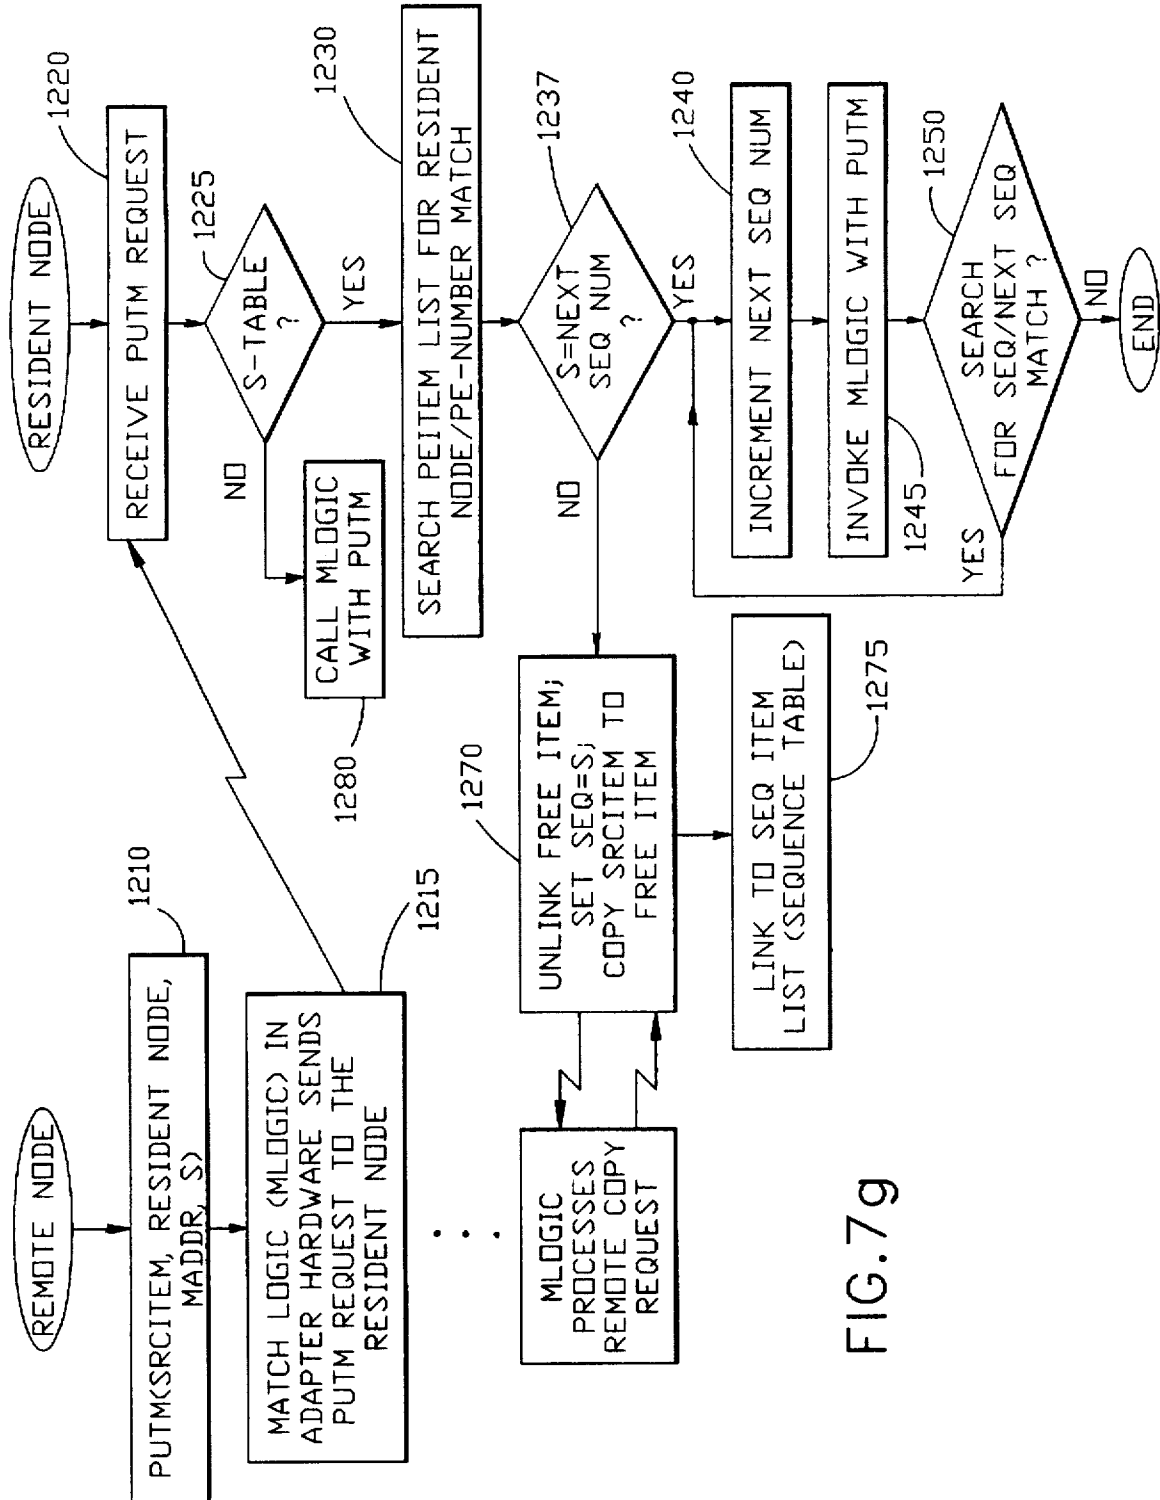 REMOTE NODE
PUTM(SRCITEM, RESIDENT NODE,
MADDR, S)
1210
MATCH LOGIC (MLOGIC) IN
ADAPTER HARDWARE SENDS
PUTM REQUEST TO THE
RESIDENT NODE
1215
MLOGIC
PROCESSES
REMOTE COPY
REQUEST
RESIDENT NODE
RECEIVE PUTM REQUEST
1220
S-TABLE
?
1225
NO
YES
CALL MLOGIC
WITH PUTM
1280
SEARCH PEITEM LIST FOR RESIDENT
NODE/PE-NUMBER MATCH
1230
S=NEXT
SEQ NUM
?
1237
NO
YES
UNLINK FREE ITEM;
SET SEQ=S;
COPY SRCITEM TO
FREE ITEM
1270
LINK TO SEQ ITEM
LIST (SEQUENCE TABLE)
1275
INCREMENT NEXT SEQ NUM
1240
INVOKE MLOGIC WITH PUTM
1245
SEARCH
FOR SEQ/NEXT SEQ
MATCH ?
1250
YES
NO
END
FIG.7g